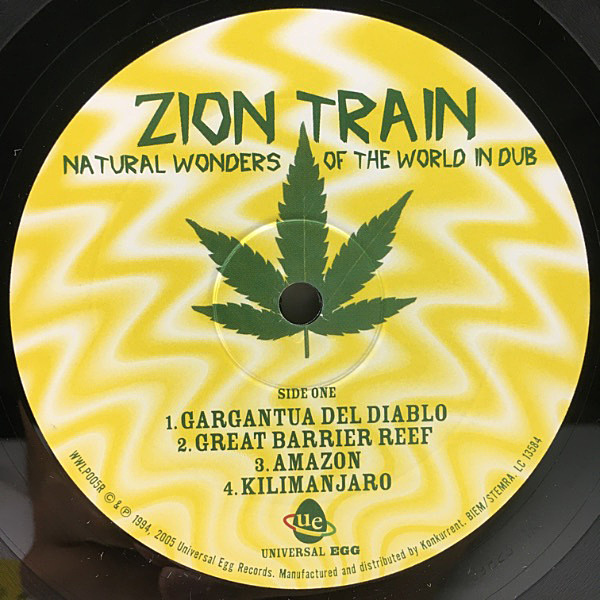 ZION TRAIN
NATURAL WONDERS OF THE WORLD IN DUB
SIDE ONE
1. GARGANTUA DEL DIABLO
2. GREAT BARRIER REEF
3. AMAZON
4. KILIMANJARO
ue
UNIVERSAL EGG
WWLP005R © & ℗ 1994, 2005 Universal Egg Records. Manufactured and distributed by Konkurrent. BIEM/STEMRA. LC 13584